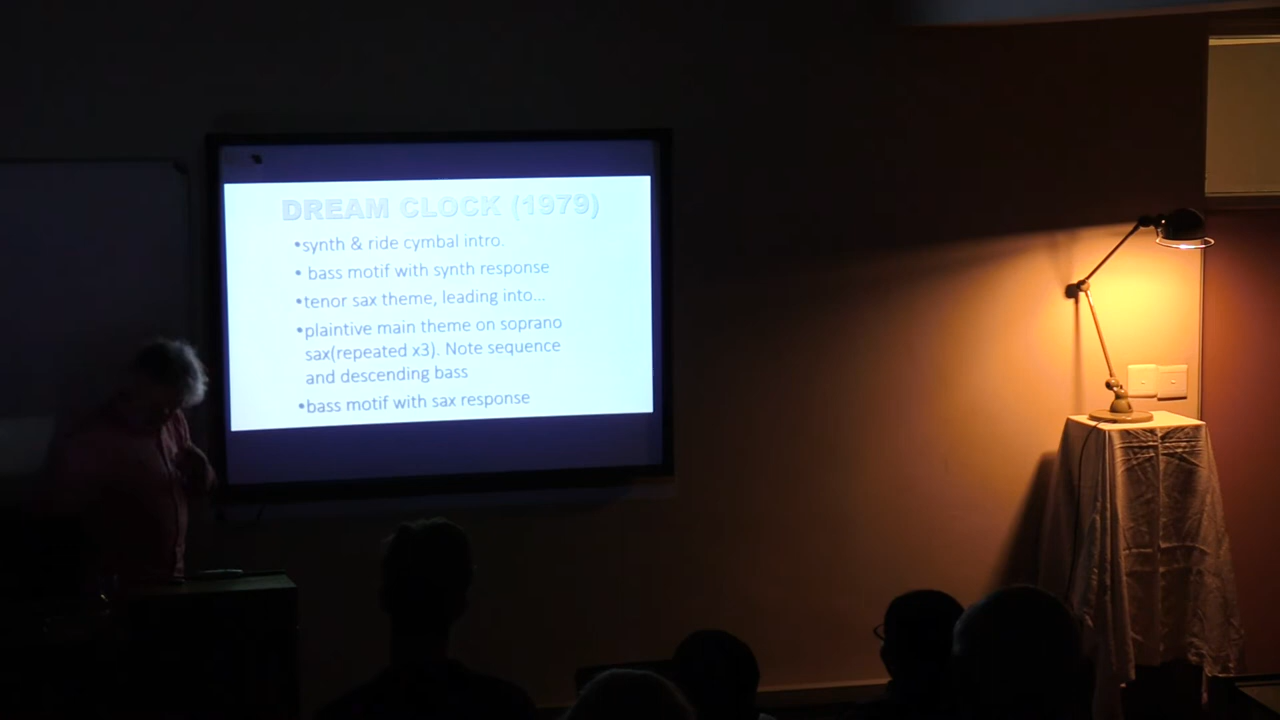 DREAM CLOCK (1979)
•synth & ride cymbal intro.
• bass motif with synth response
•tenor sax theme, leading into...
•plaintive main theme on soprano
sax(repeated x3). Note sequence
and descending bass
•bass motif with sax response